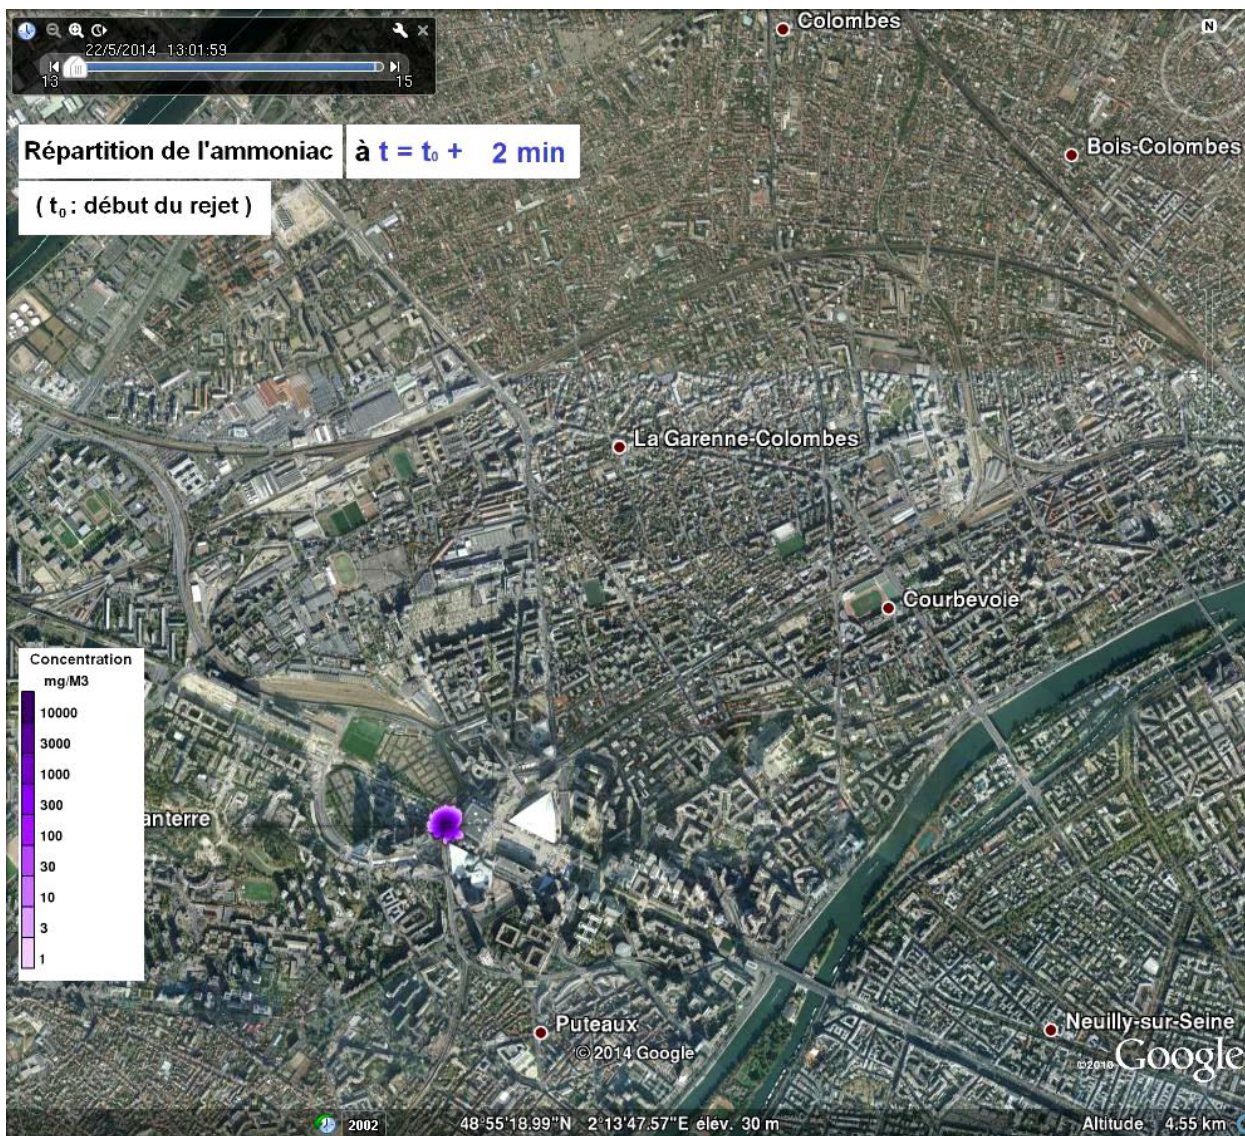 Colombes
N
22/5/2014 13:01:59
13 15
Répartition de l'ammoniac à t = t₀ + 2 min
( t₀ : début du rejet )
Bois-Colombes
La Garenne-Colombes
Courbevoie
Concentration
mg/M3
10000
3000
1000
300
100
30
10
3
1
anterre
Puteaux
© 2014 Google
Neuilly-sur-Seine
©2010 Google
2002 48°55'18.99"N 2°13'47.57"E élév. 30 m Altitude 4.55 km